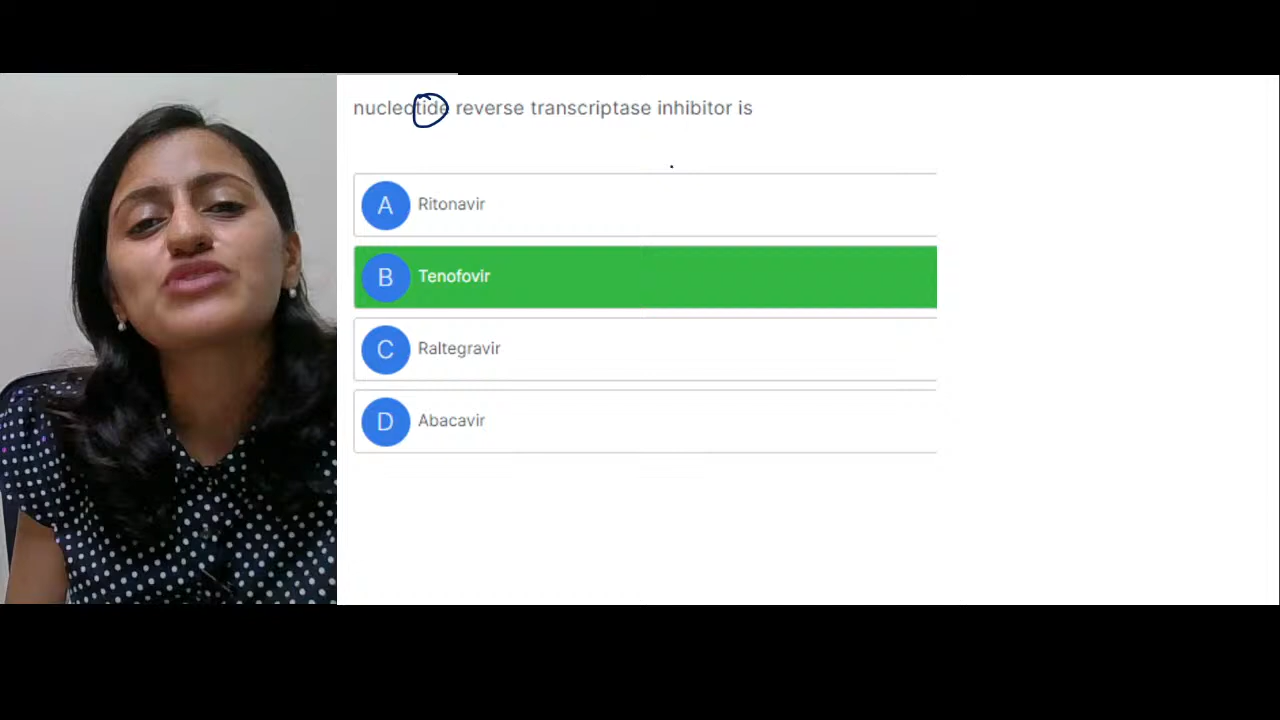 nucleotide reverse transcriptase inhibitor is
A Ritonavir
B Tenofovir
C Raltegravir
D Abacavir